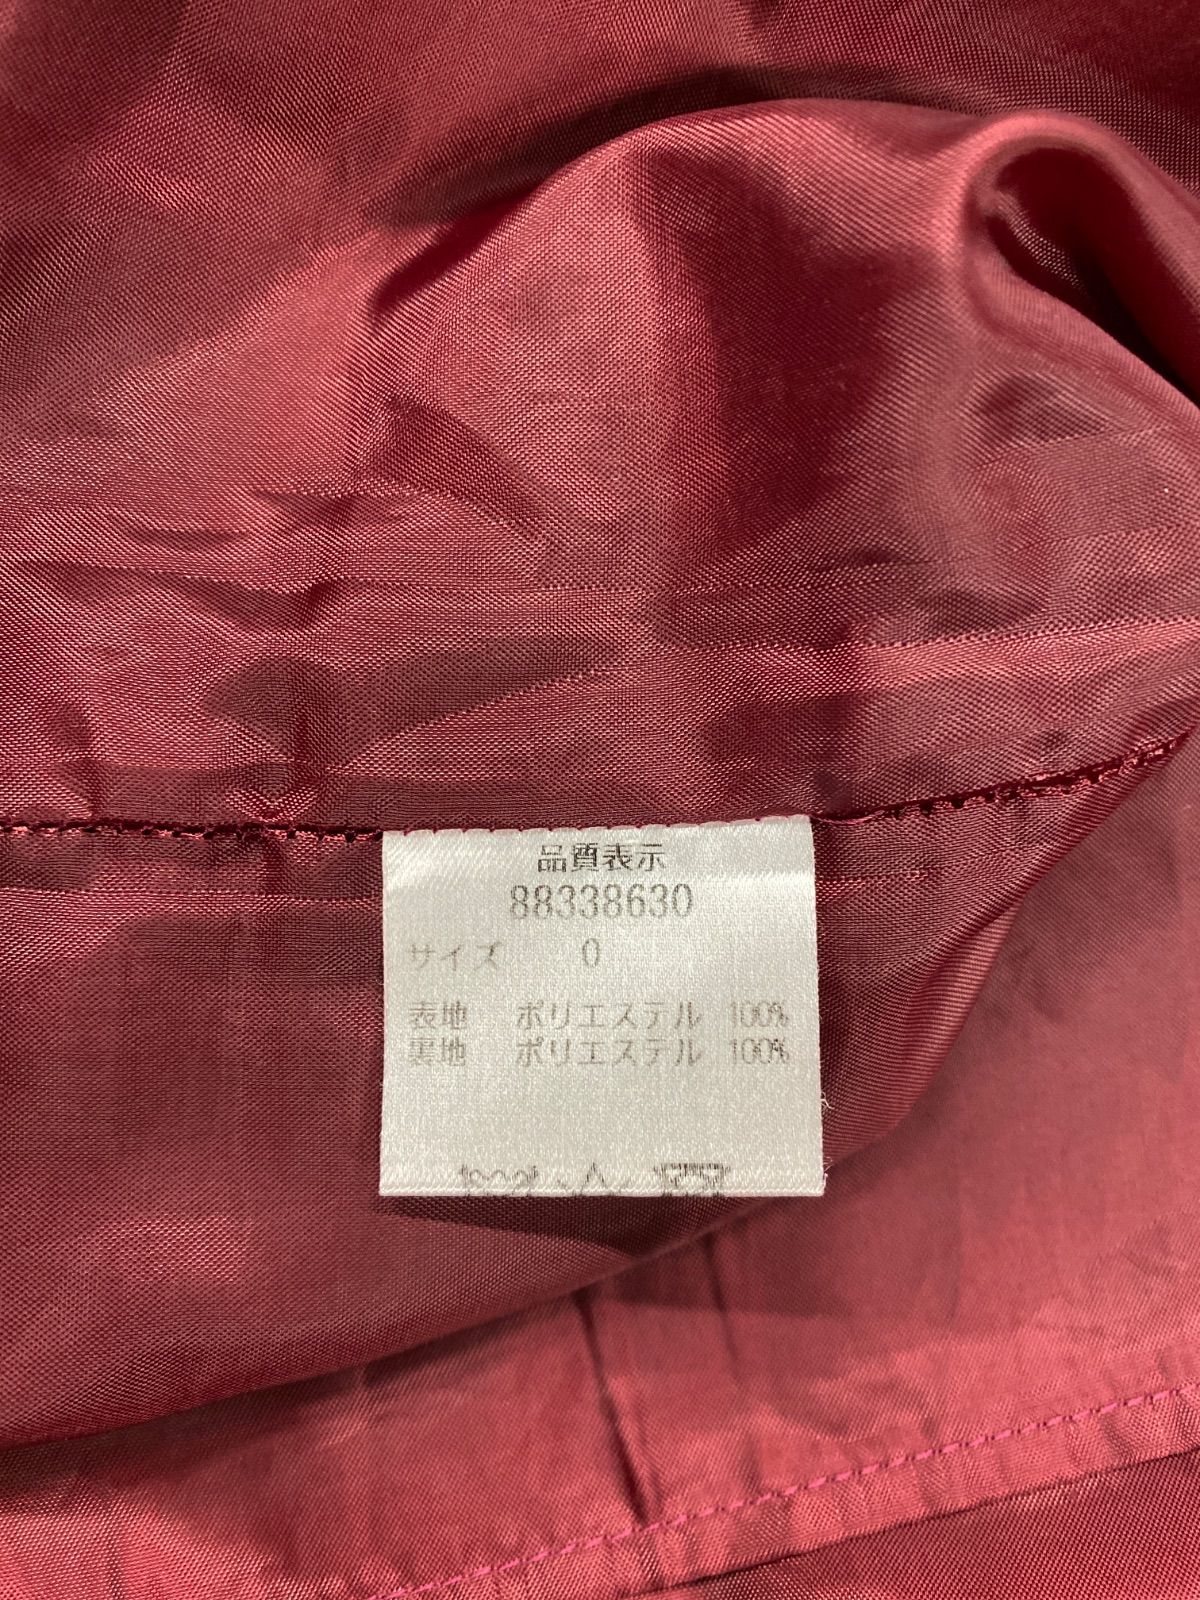 品質表示
88338630
サイズ 0
表地 ポリエステル 100%
裏地 ポリエステル 100%